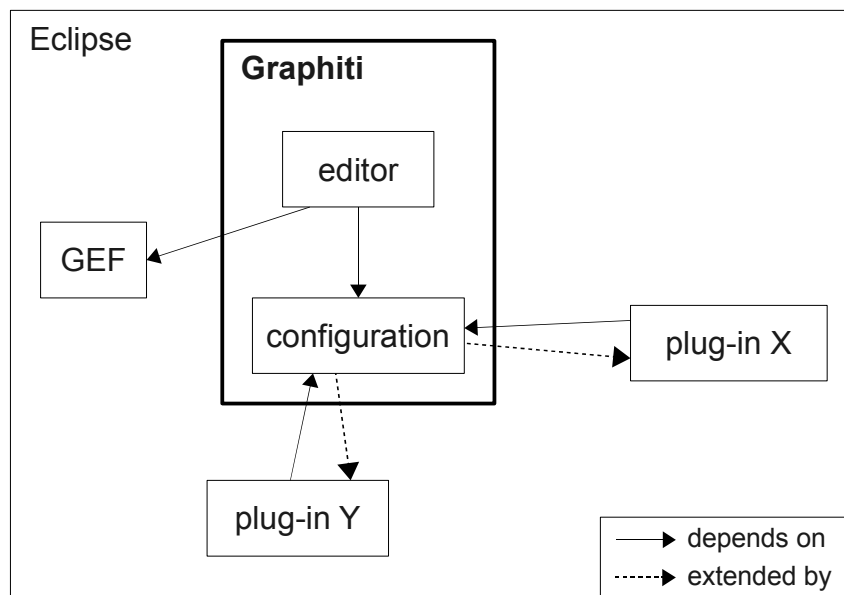 Eclipse
Graphiti
editor
GEF
configuration
plug-in X
plug-in Y
depends on
extended by